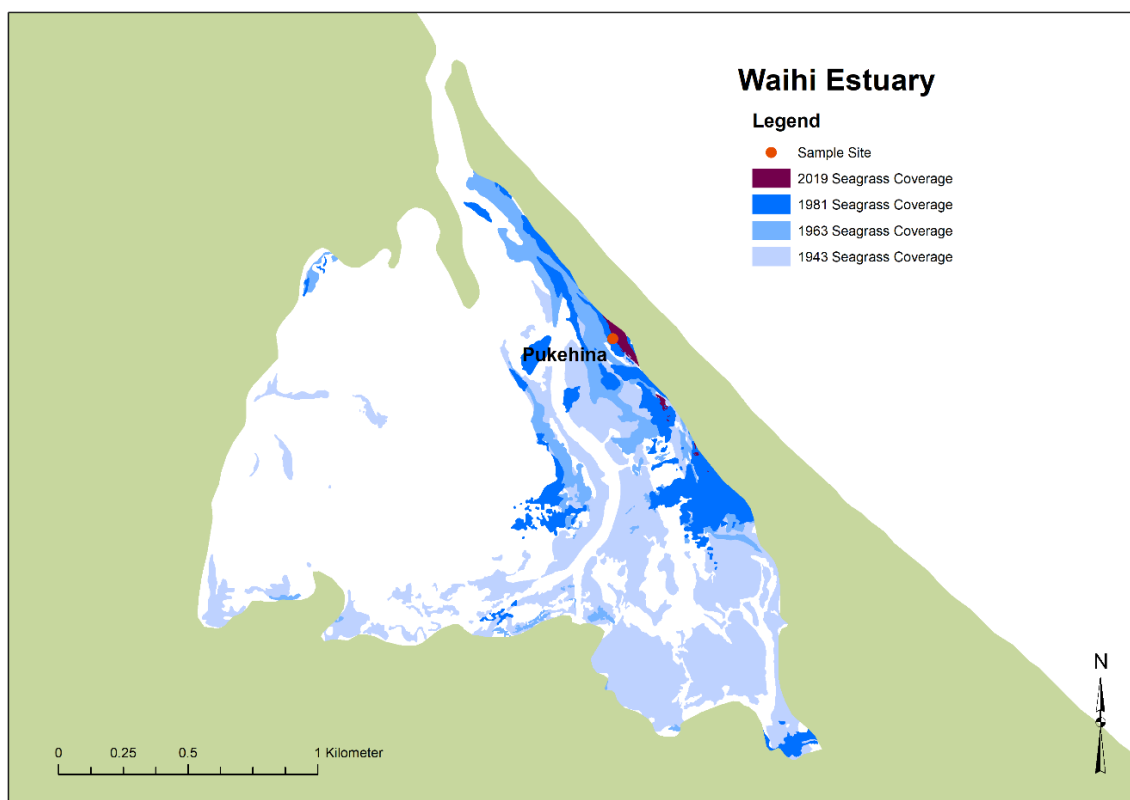 Waihi Estuary
Legend
Sample Site
2019 Seagrass Coverage
1981 Seagrass Coverage
1963 Seagrass Coverage
1943 Seagrass Coverage
Pukehina
N
0 0.25 0.5 1 Kilometer